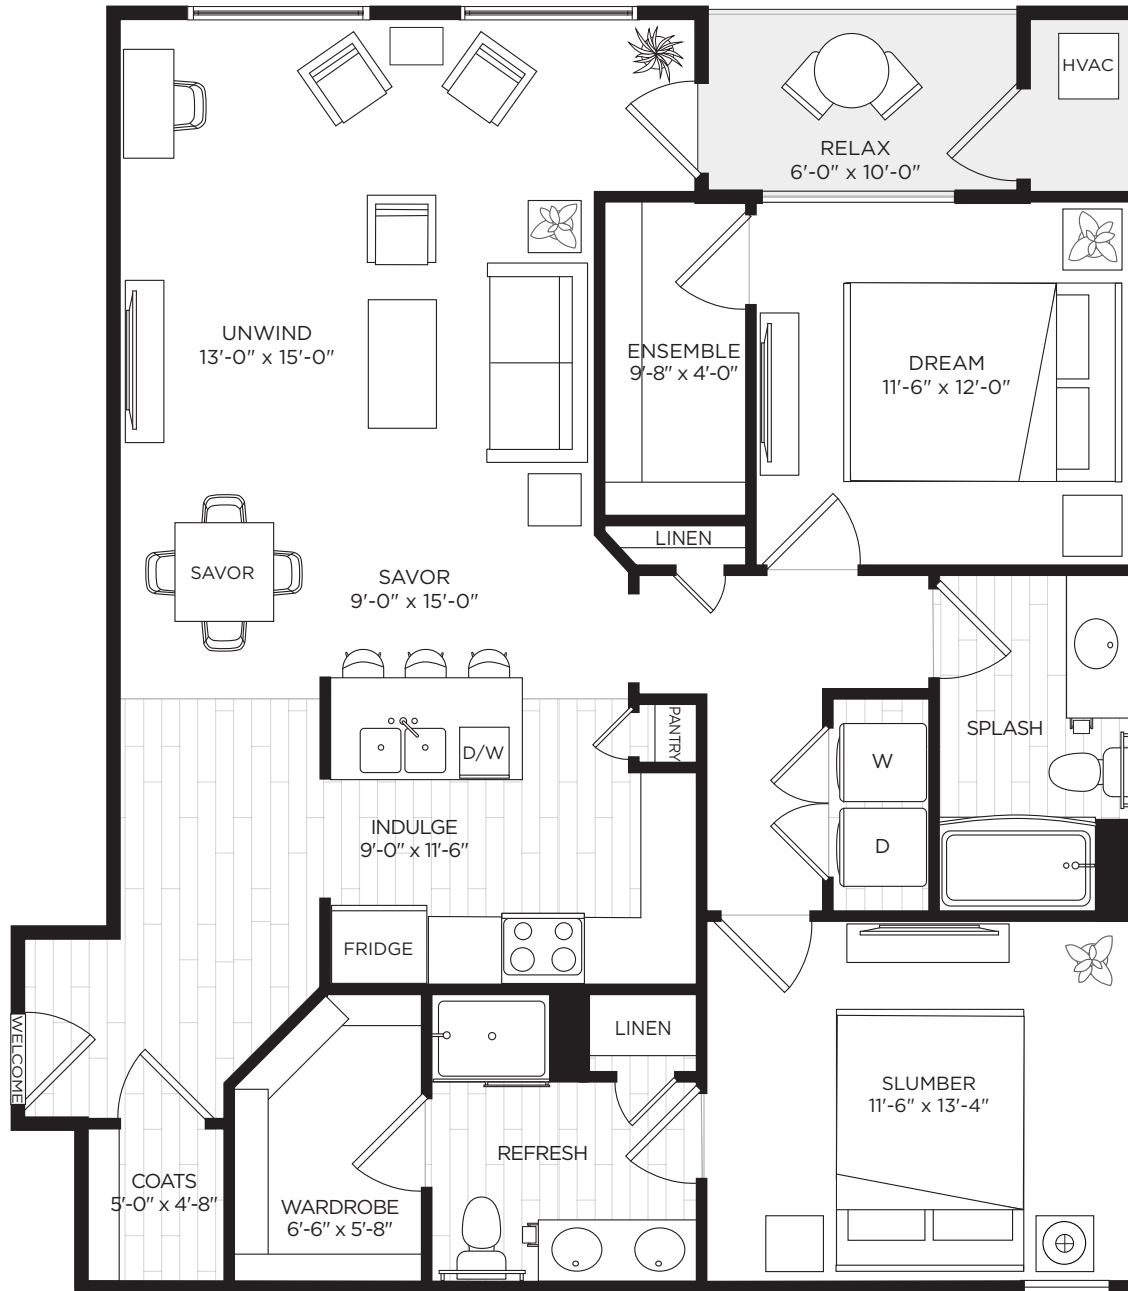 HVAC
RELAX
6'-0" x 10'-0"
UNWIND
13'-0" x 15'-0"
ENSEMBLE
9'-8" x 4'-0"
DREAM
11'-6" x 12'-0"
LINEN
SAVOR
SAVOR
9'-0" x 15'-0"
PANTRY
SPLASH
D/W
W
INDULGE
9'-0" x 11'-6"
D
FRIDGE
LINEN
WELCOME
SLUMBER
11'-6" x 13'-4"
REFRESH
COATS
5'-0" x 4'-8"
WARDROBE
6'-6" x 5'-8"